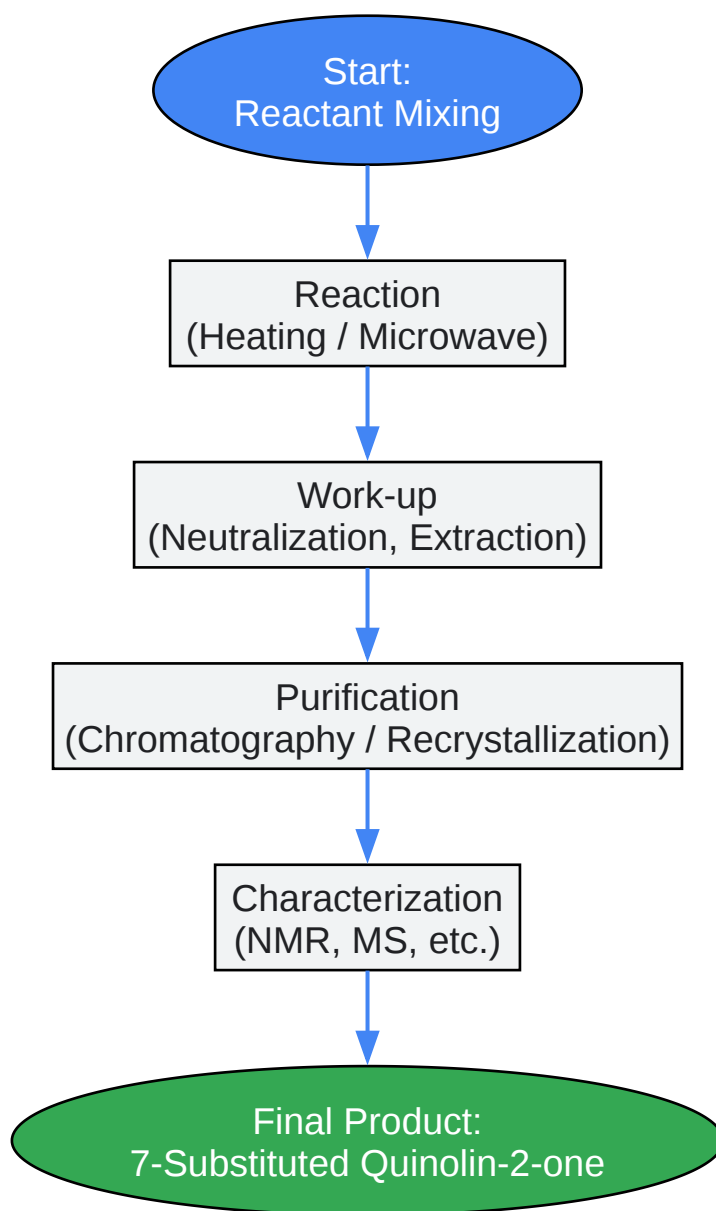 Start:
Reactant Mixing
Reaction
(Heating / Microwave)
Work-up
(Neutralization, Extraction)
Purification
(Chromatography / Recrystallization)
Characterization
(NMR, MS, etc.)
Final Product:
7-Substituted Quinolin-2-one